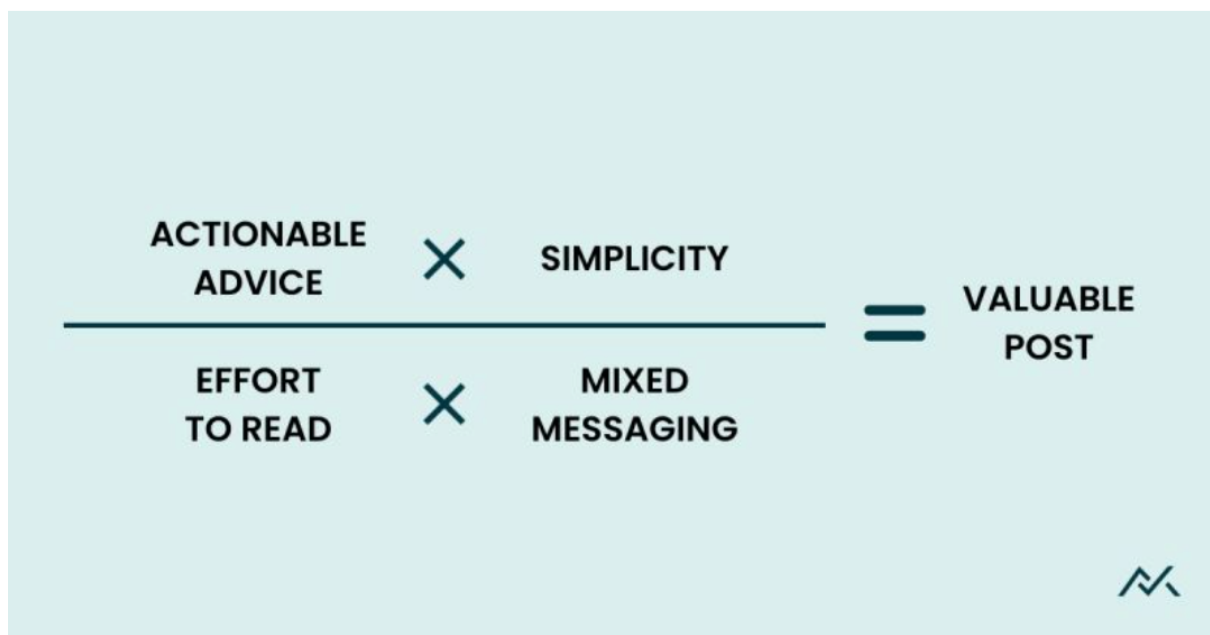 ACTIONABLE
ADVICE
×
SIMPLICITY
EFFORT
TO READ
×
MIXED
MESSAGING
=
VALUABLE
POST